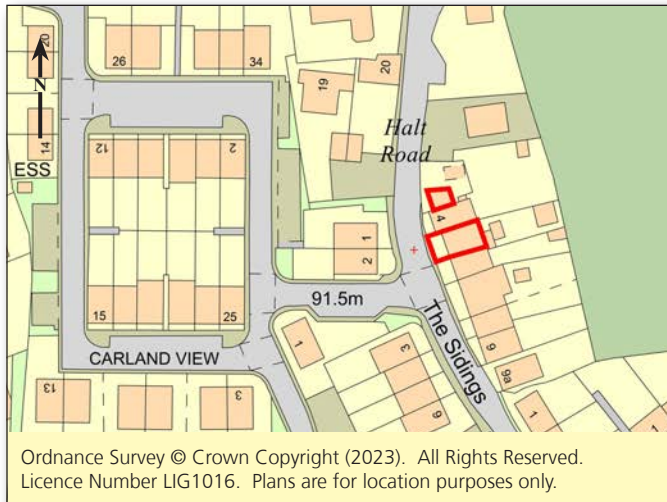 20
26
34
N
14
ESS
19
20
Halt
Road
12
2
4
1
2
91.5m
15
25
CARLAND VIEW
The Sidings
1
3
9
9a
13
3
6
1
1
Ordnance Survey © Crown Copyright (2023). All Rights Reserved.
Licence Number LIG1016. Plans are for location purposes only.